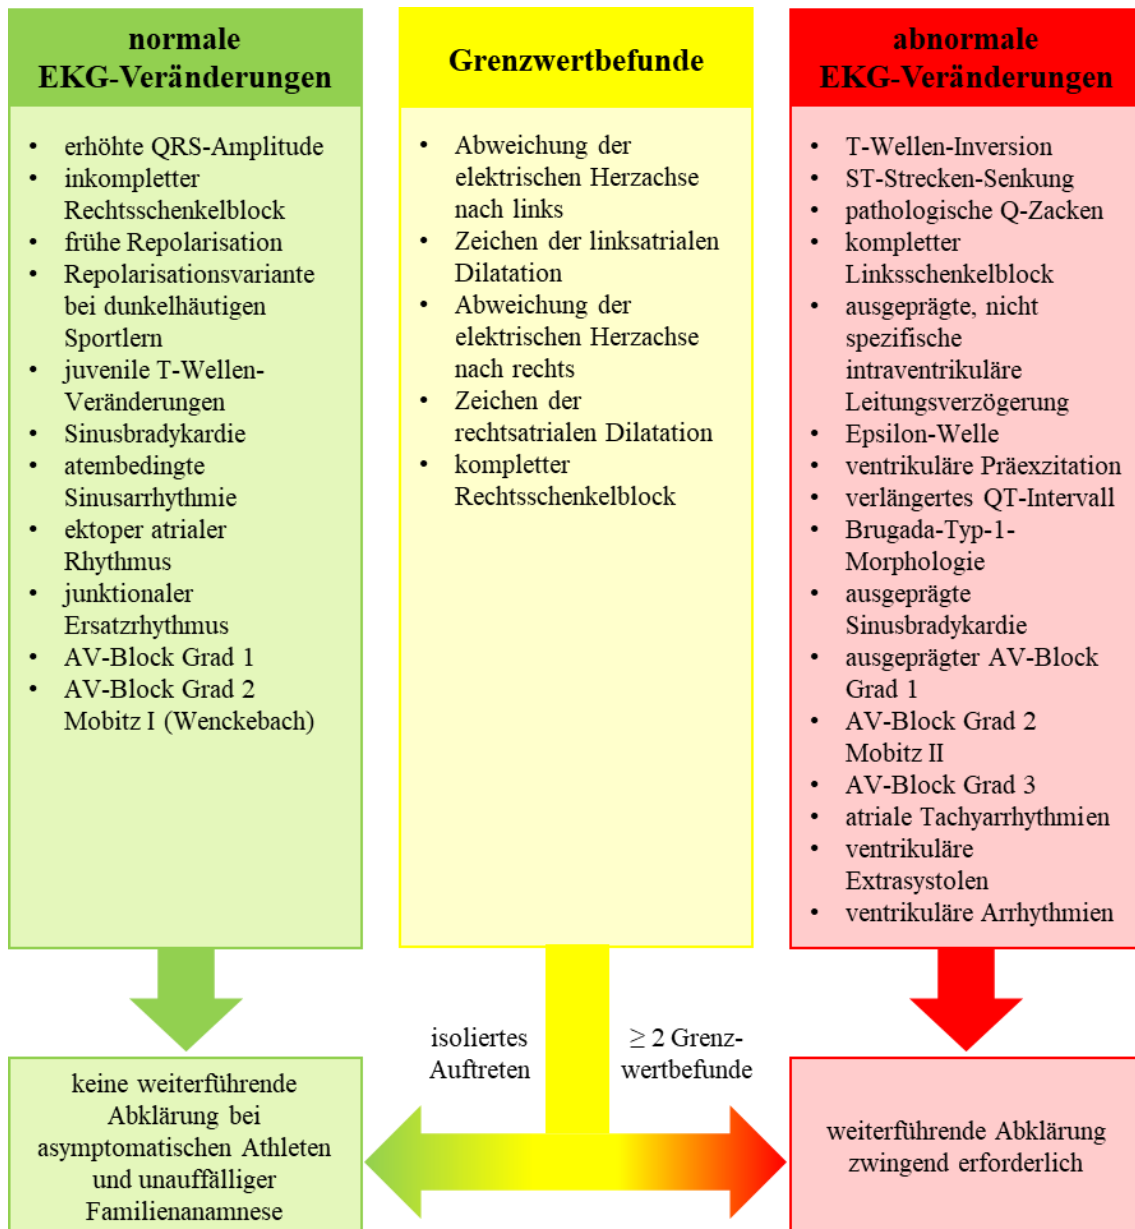 normale
EKG-Veränderungen
• erhöhte QRS-Amplitude
• inkompletter
Rechtsschenkelblock
• frühe Repolarisation
• Repolarisationsvariante
bei dunkelhäutigen
Sportlern
• juvenile T-Wellen-
Veränderungen
• Sinusbradykardie
• atembedingte
Sinusarrhythmie
• ektoper atrialer
Rhythmus
• junktionaler
Ersatzrhythmus
• AV-Block Grad 1
• AV-Block Grad 2
Mobitz I (Wenckebach)
Grenzwertbefunde
• Abweichung der
elektrischen Herzachse
nach links
• Zeichen der linksatrialen
Dilatation
• Abweichung der
elektrischen Herzachse
nach rechts
• Zeichen der
rechtsatrialen Dilatation
• kompletter
Rechtsschenkelblock
abnormale
EKG-Veränderungen
• T-Wellen-Inversion
• ST-Strecken-Senkung
• pathologische Q-Zacken
• kompletter
Linksschenkelblock
• ausgeprägte, nicht
spezifische
intraventrikuläre
Leitungsverzögerung
• Epsilon-Welle
• ventrikuläre Präexzitation
• verlängertes QT-Intervall
• Brugada-Typ-1-
Morphologie
• ausgeprägte
Sinusbradykardie
• ausgeprägter AV-Block
Grad 1
• AV-Block Grad 2
Mobitz II
• AV-Block Grad 3
• atriale Tachyarrhythmien
• ventrikuläre
Extrasystolen
• ventrikuläre Arrhythmien
isoliertes
Auftreten
≥ 2 Grenz-
wertbefunde
keine weiterführende
Abklärung bei
asymptomatischen Athleten
und unauffälliger
Familienanamnese
weiterführende Abklärung
zwingend erforderlich